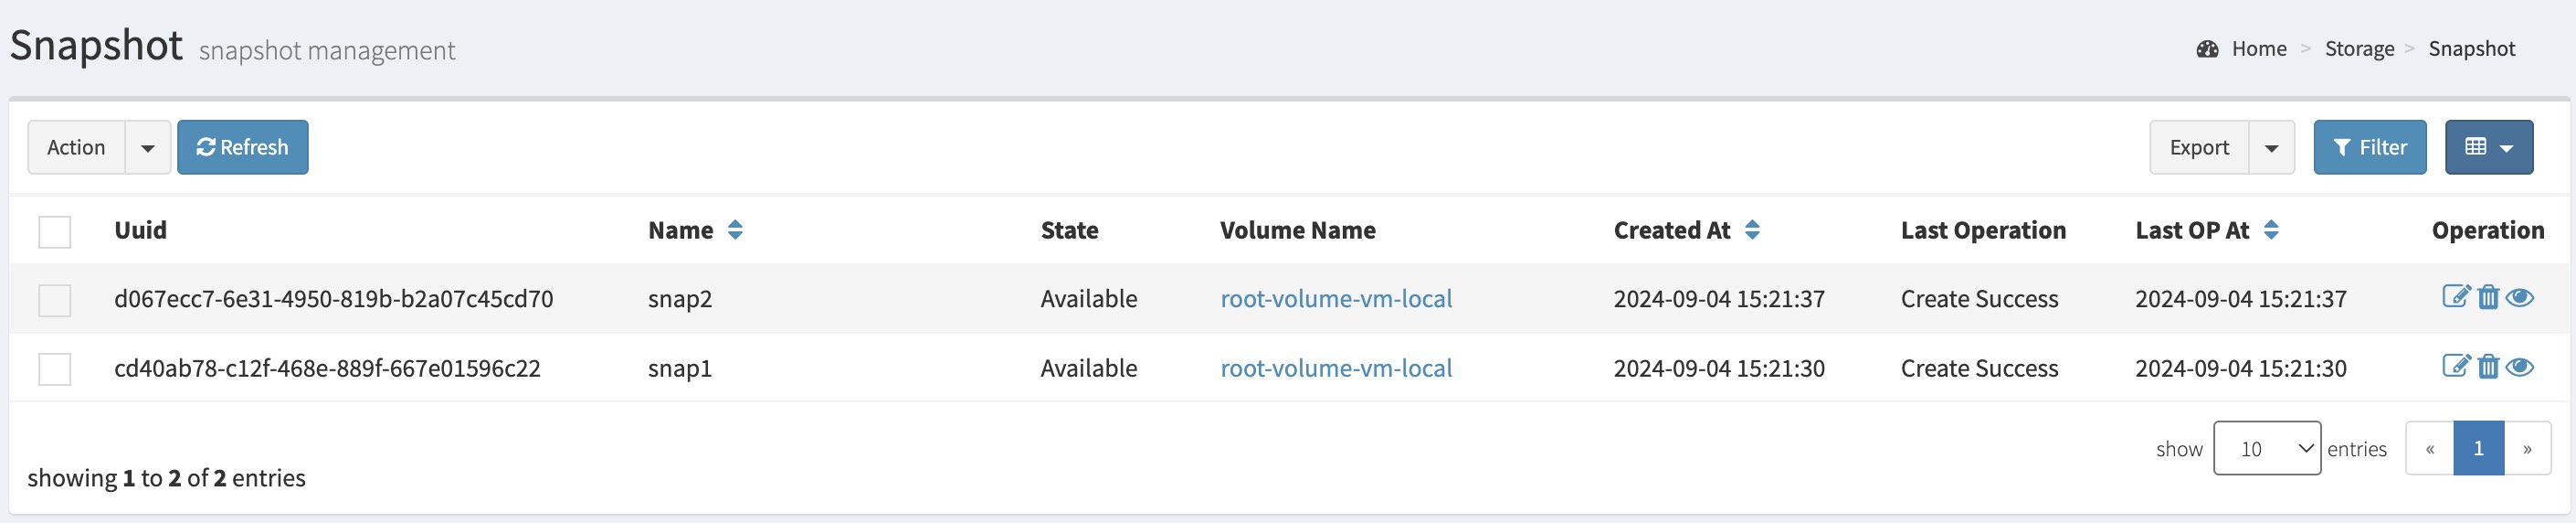 Snapshot snapshot management
Home > Storage > Snapshot
Action Refresh Export Filter
Uuid Name State Volume Name Created At Last Operation Last OP At Operation
d067ecc7-6e31-4950-819b-b2a07c45cd70 snap2 Available root-volume-vm-local 2024-09-04 15:21:37 Create Success 2024-09-04 15:21:37
cd40ab78-c12f-468e-889f-667e01596c22 snap1 Available root-volume-vm-local 2024-09-04 15:21:30 Create Success 2024-09-04 15:21:30
show 10 entries « 1 »
showing 1 to 2 of 2 entries